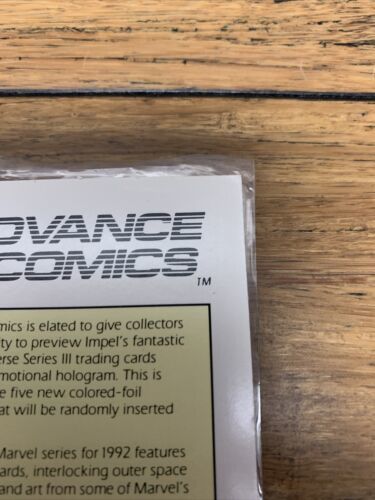 DVANCE
COMICS
TM
mics is elated to give collectors
ity to preview Impel's fantastic
erse Series III trading cards
motional hologram. This is
e five new colored-foil
at will be randomly inserted
Marvel series for 1992 features
ards, interlocking outer space
and art from some of Marvel's